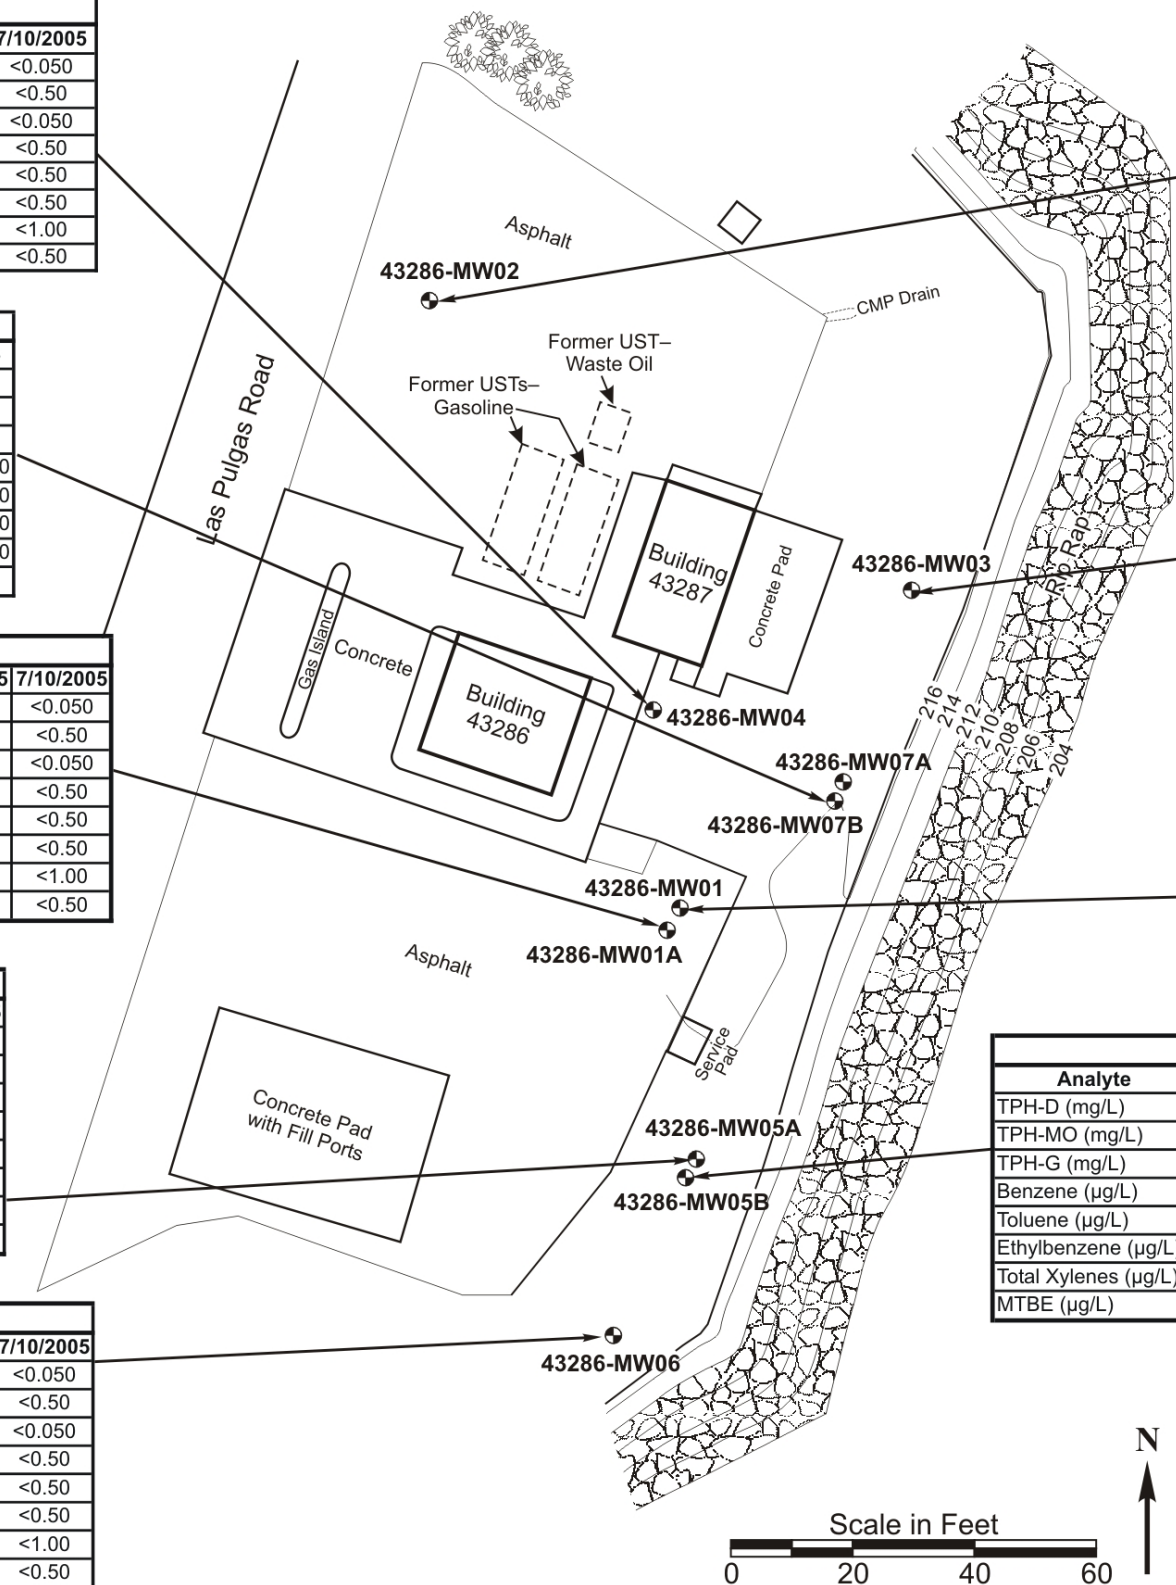 7/10/2005
<0.050
<0.50
<0.050
<0.50
<0.50
<0.50
<1.00
<0.50
Asphalt
43286-MW02
CMP Drain
Former UST–
Waste Oil
Former USTs–
Gasoline
Las Pulgas Road
0
0
0
0
Building
43287
Concrete Pad
43286-MW03
Rip Rap
Gas Island
Concrete
Building
43286
43286-MW04
216
214
212
210
208
206
204
5 7/10/2005
<0.050
<0.50
<0.050
<0.50
<0.50
<0.50
<1.00
<0.50
43286-MW07A
43286-MW07B
43286-MW01
43286-MW01A
Asphalt
Service
Pad
Concrete Pad
with Fill Ports
43286-MW05A
43286-MW05B
Analyte
TPH-D (mg/L)
TPH-MO (mg/L)
TPH-G (mg/L)
Benzene (µg/L)
Toluene (µg/L)
Ethylbenzene (µg/L
Total Xylenes (µg/L)
MTBE (µg/L)
43286-MW06
7/10/2005
<0.050
<0.50
<0.050
<0.50
<0.50
<0.50
<1.00
<0.50
N
Scale in Feet
0 20 40 60